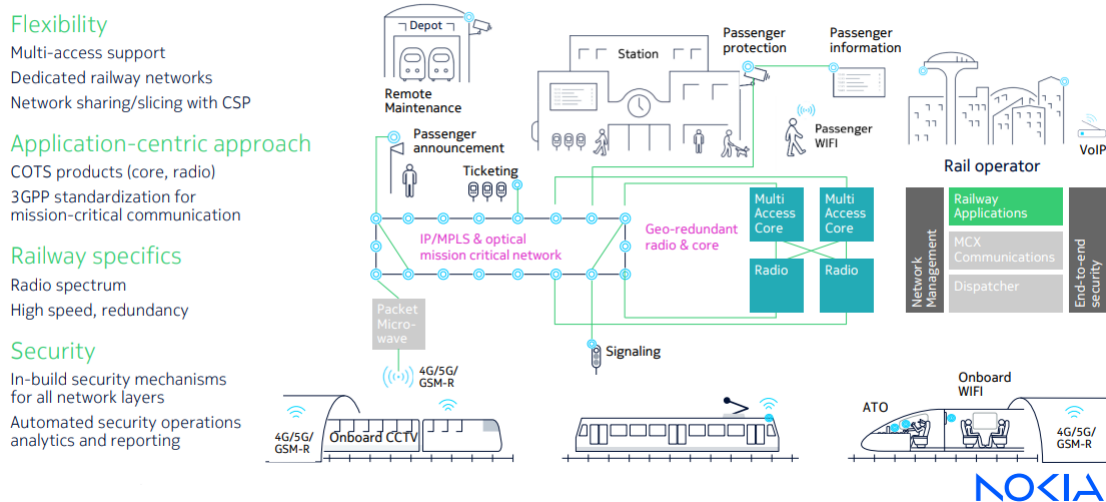 Flexibility
Multi-access support
Dedicated railway networks
Network sharing/slicing with CSP
Application-centric approach
COTS products (core, radio)
3GPP standardization for
mission-critical communication
Railway specifics
Radio spectrum
High speed, redundancy
Security
In-build security mechanisms
for all network layers
Automated security operations
analytics and reporting
Depot
Remote
Maintenance
Station
Passenger
protection
Passenger
information
Passenger
announcement
Ticketing
Passenger
WIFI
VoIP
Rail operator
IP/MPLS & optical
mission critical network
Geo-redundant
radio & core
Multi
Access
Core
Multi
Access
Core
Radio
Radio
Network
Management
Railway
Applications
MCX
Communications
Dispatcher
End-to-end
security
Packet
Micro-
wave
4G/5G/
GSM-R
Signaling
4G/5G/
GSM-R
Onboard CCTV
ATO
Onboard
WIFI
4G/5G/
GSM-R
NOKIA